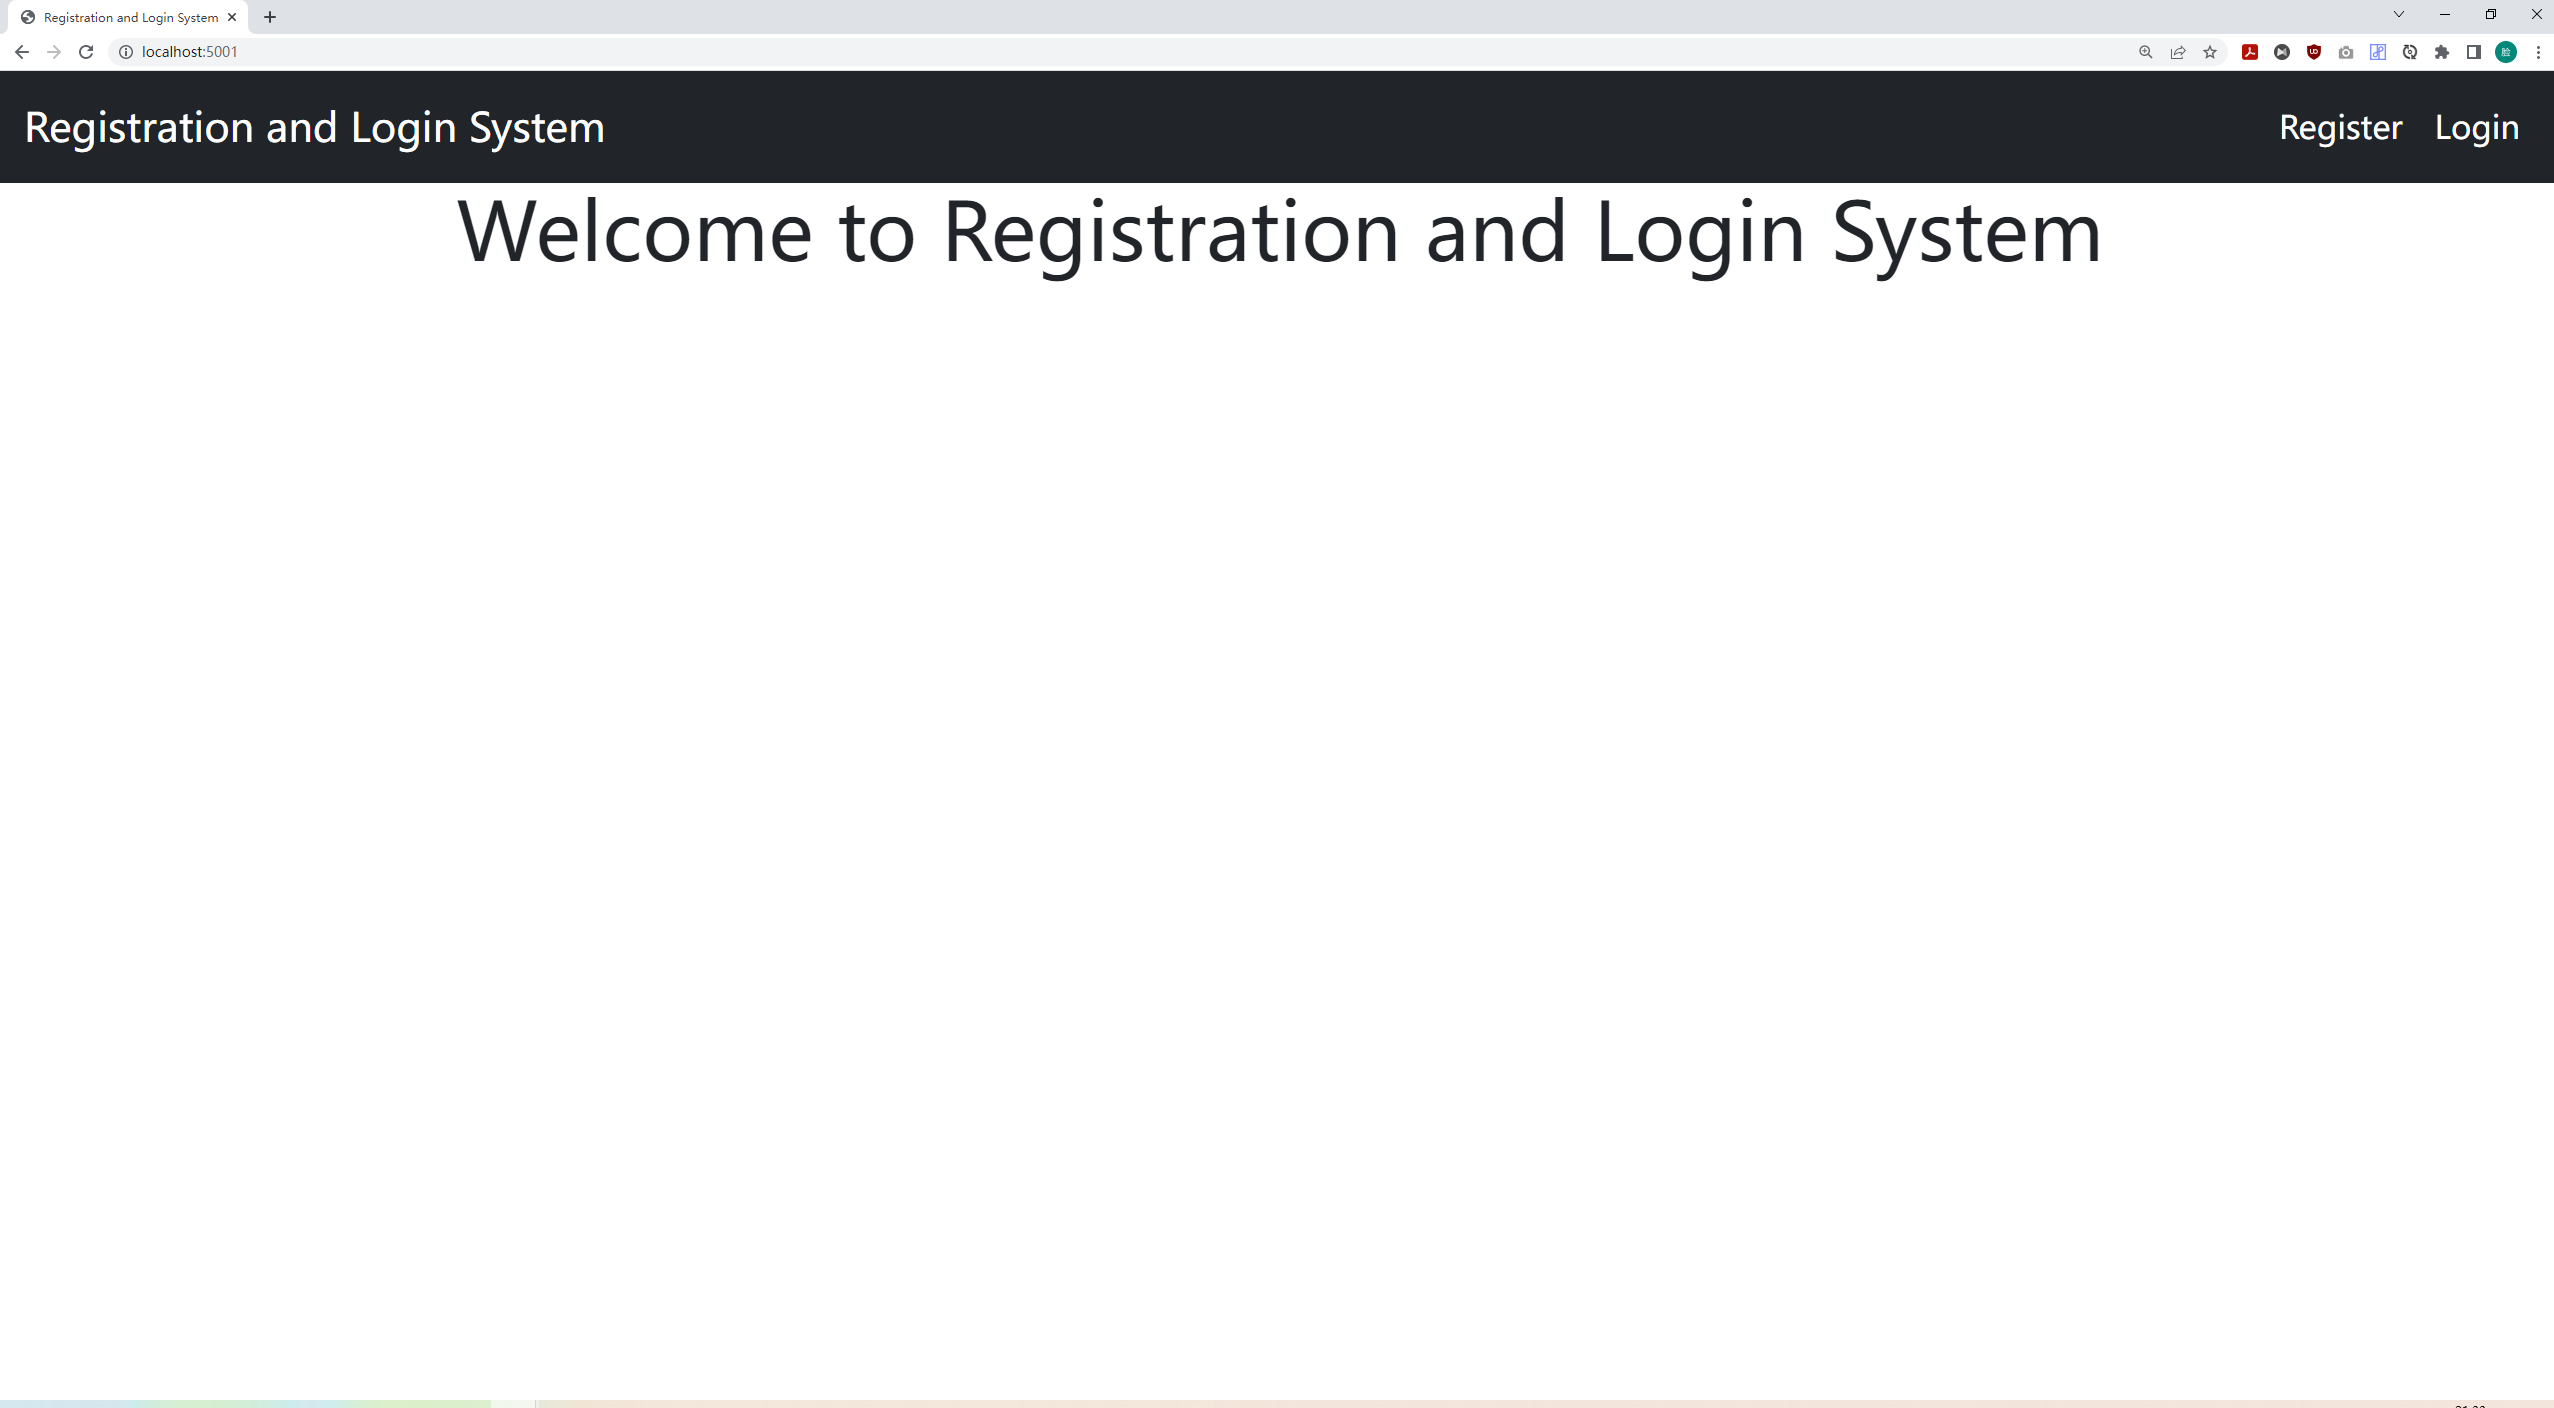 Registration and Login System
localhost:5001
Registration and Login System
Register
Login
Welcome to Registration and Login System